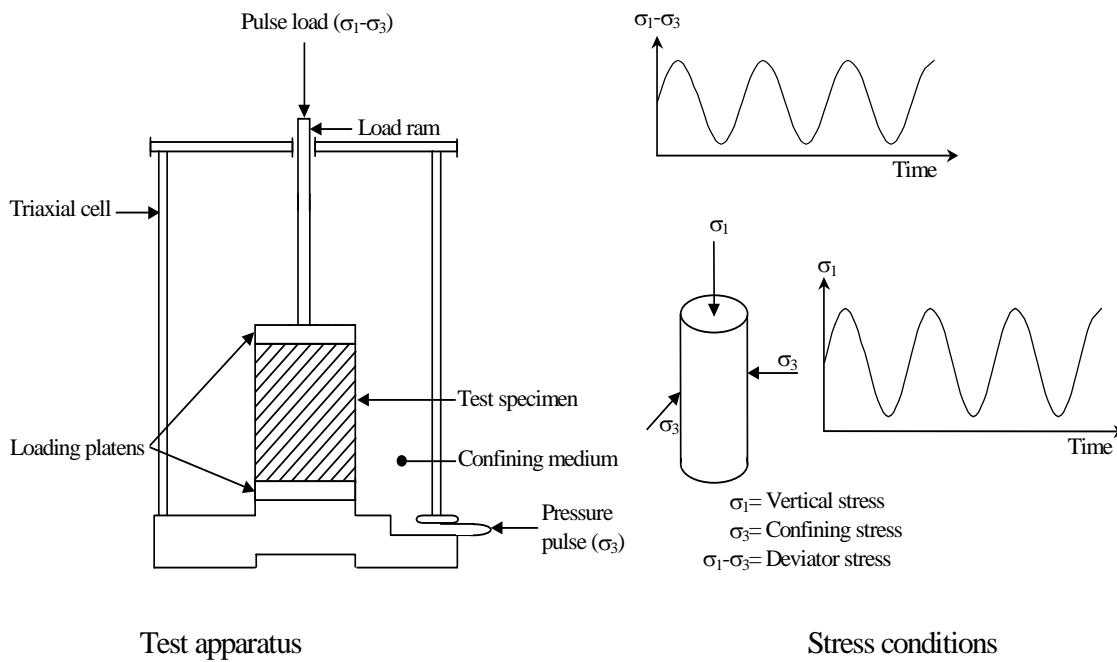 Pulse load (σ1-σ3)
Load ram
Triaxial cell
Test specimen
Loading platens
Confining medium
Pressure
pulse (σ3)
Test apparatus
σ1-σ3
Time
σ1
σ3
σ3
σ1
Time
σ1= Vertical stress
σ3= Confining stress
σ1-σ3= Deviator stress
Stress conditions